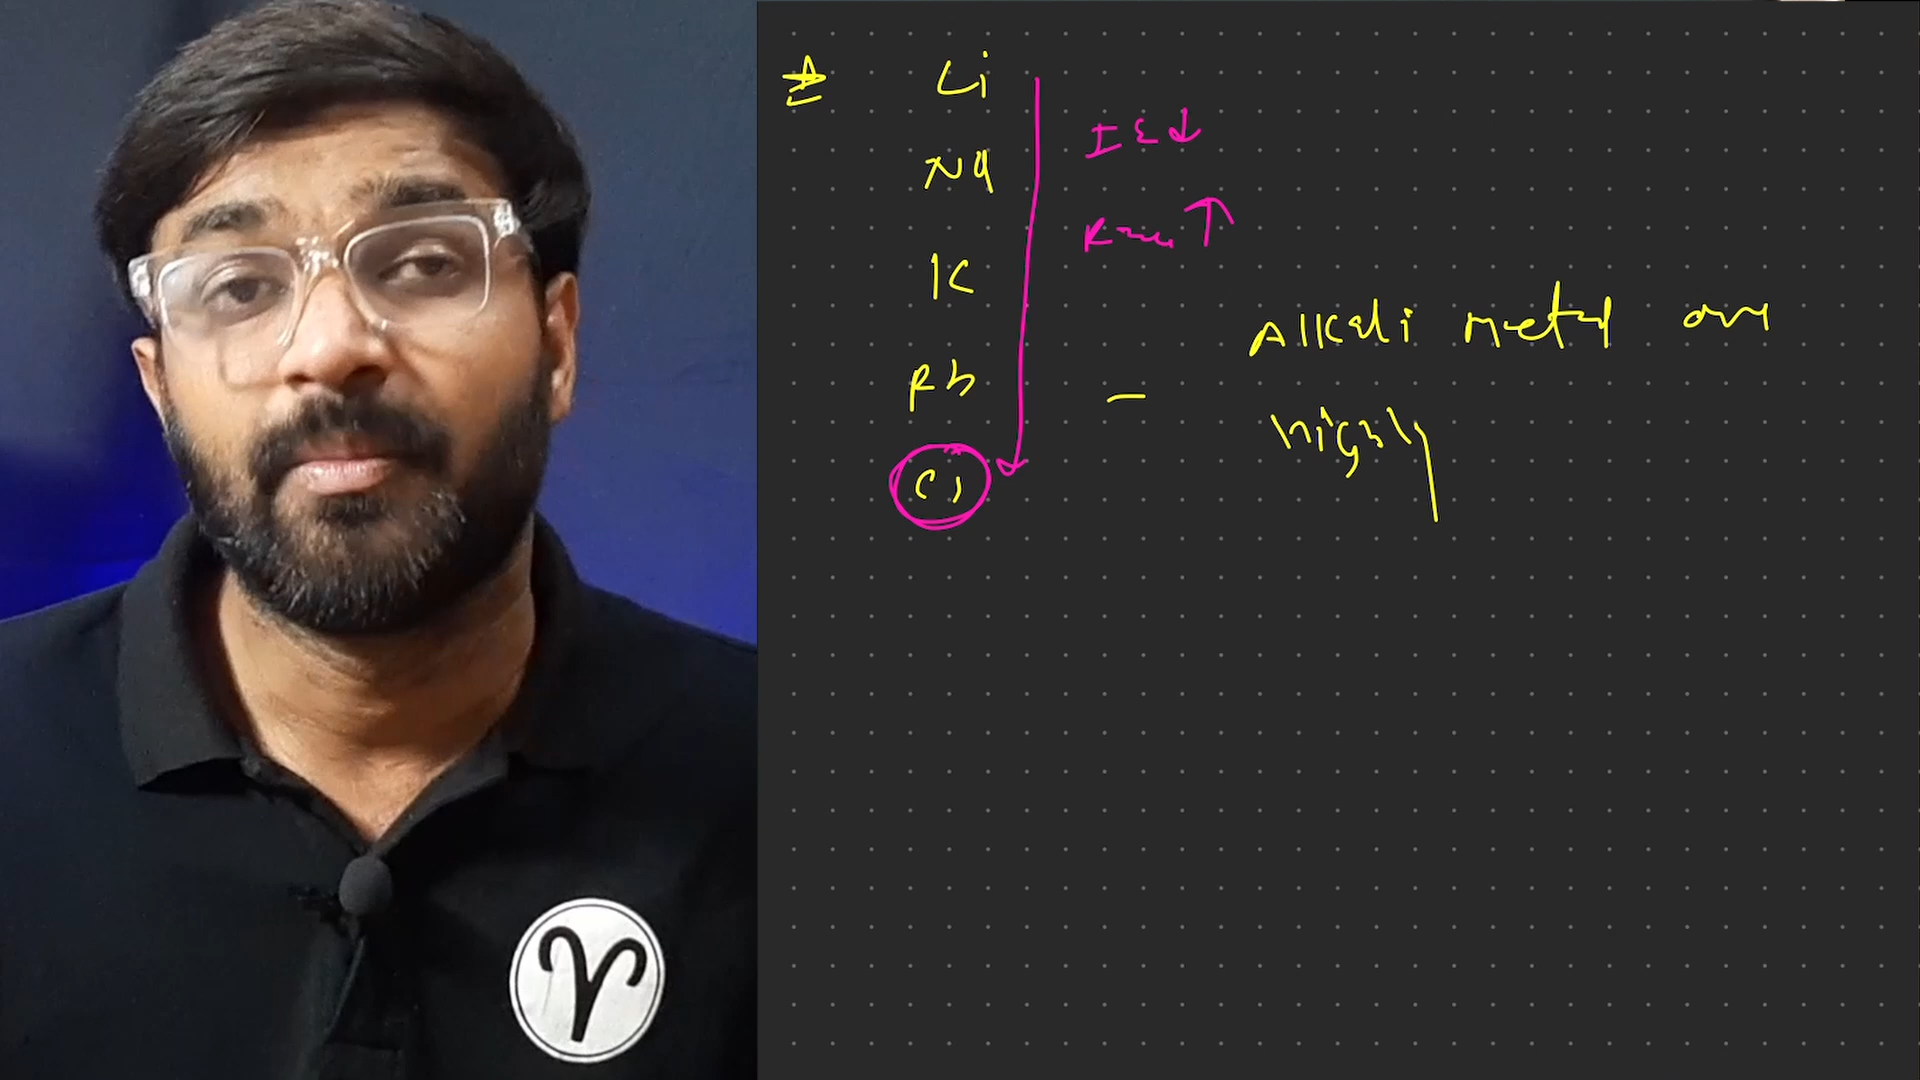 Li
Na
K
Rb
Cs
IE↓
↑
Alkali metal are
highly